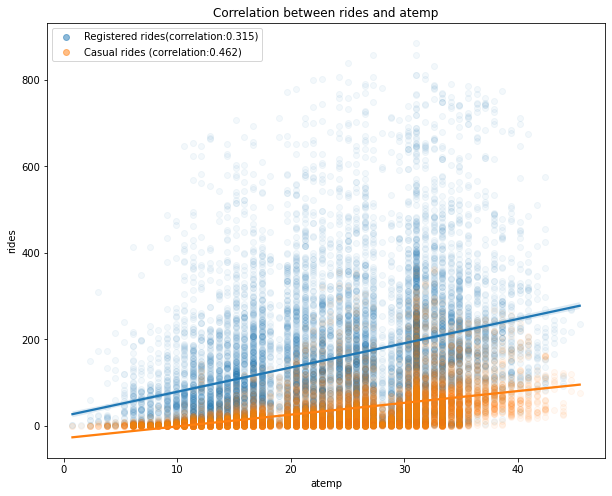 Correlation between rides and atemp
Registered rides(correlation:0.315)
Casual rides (correlation:0.462)
800
600
400
200
0
rides
0 10 20 30 40
atemp